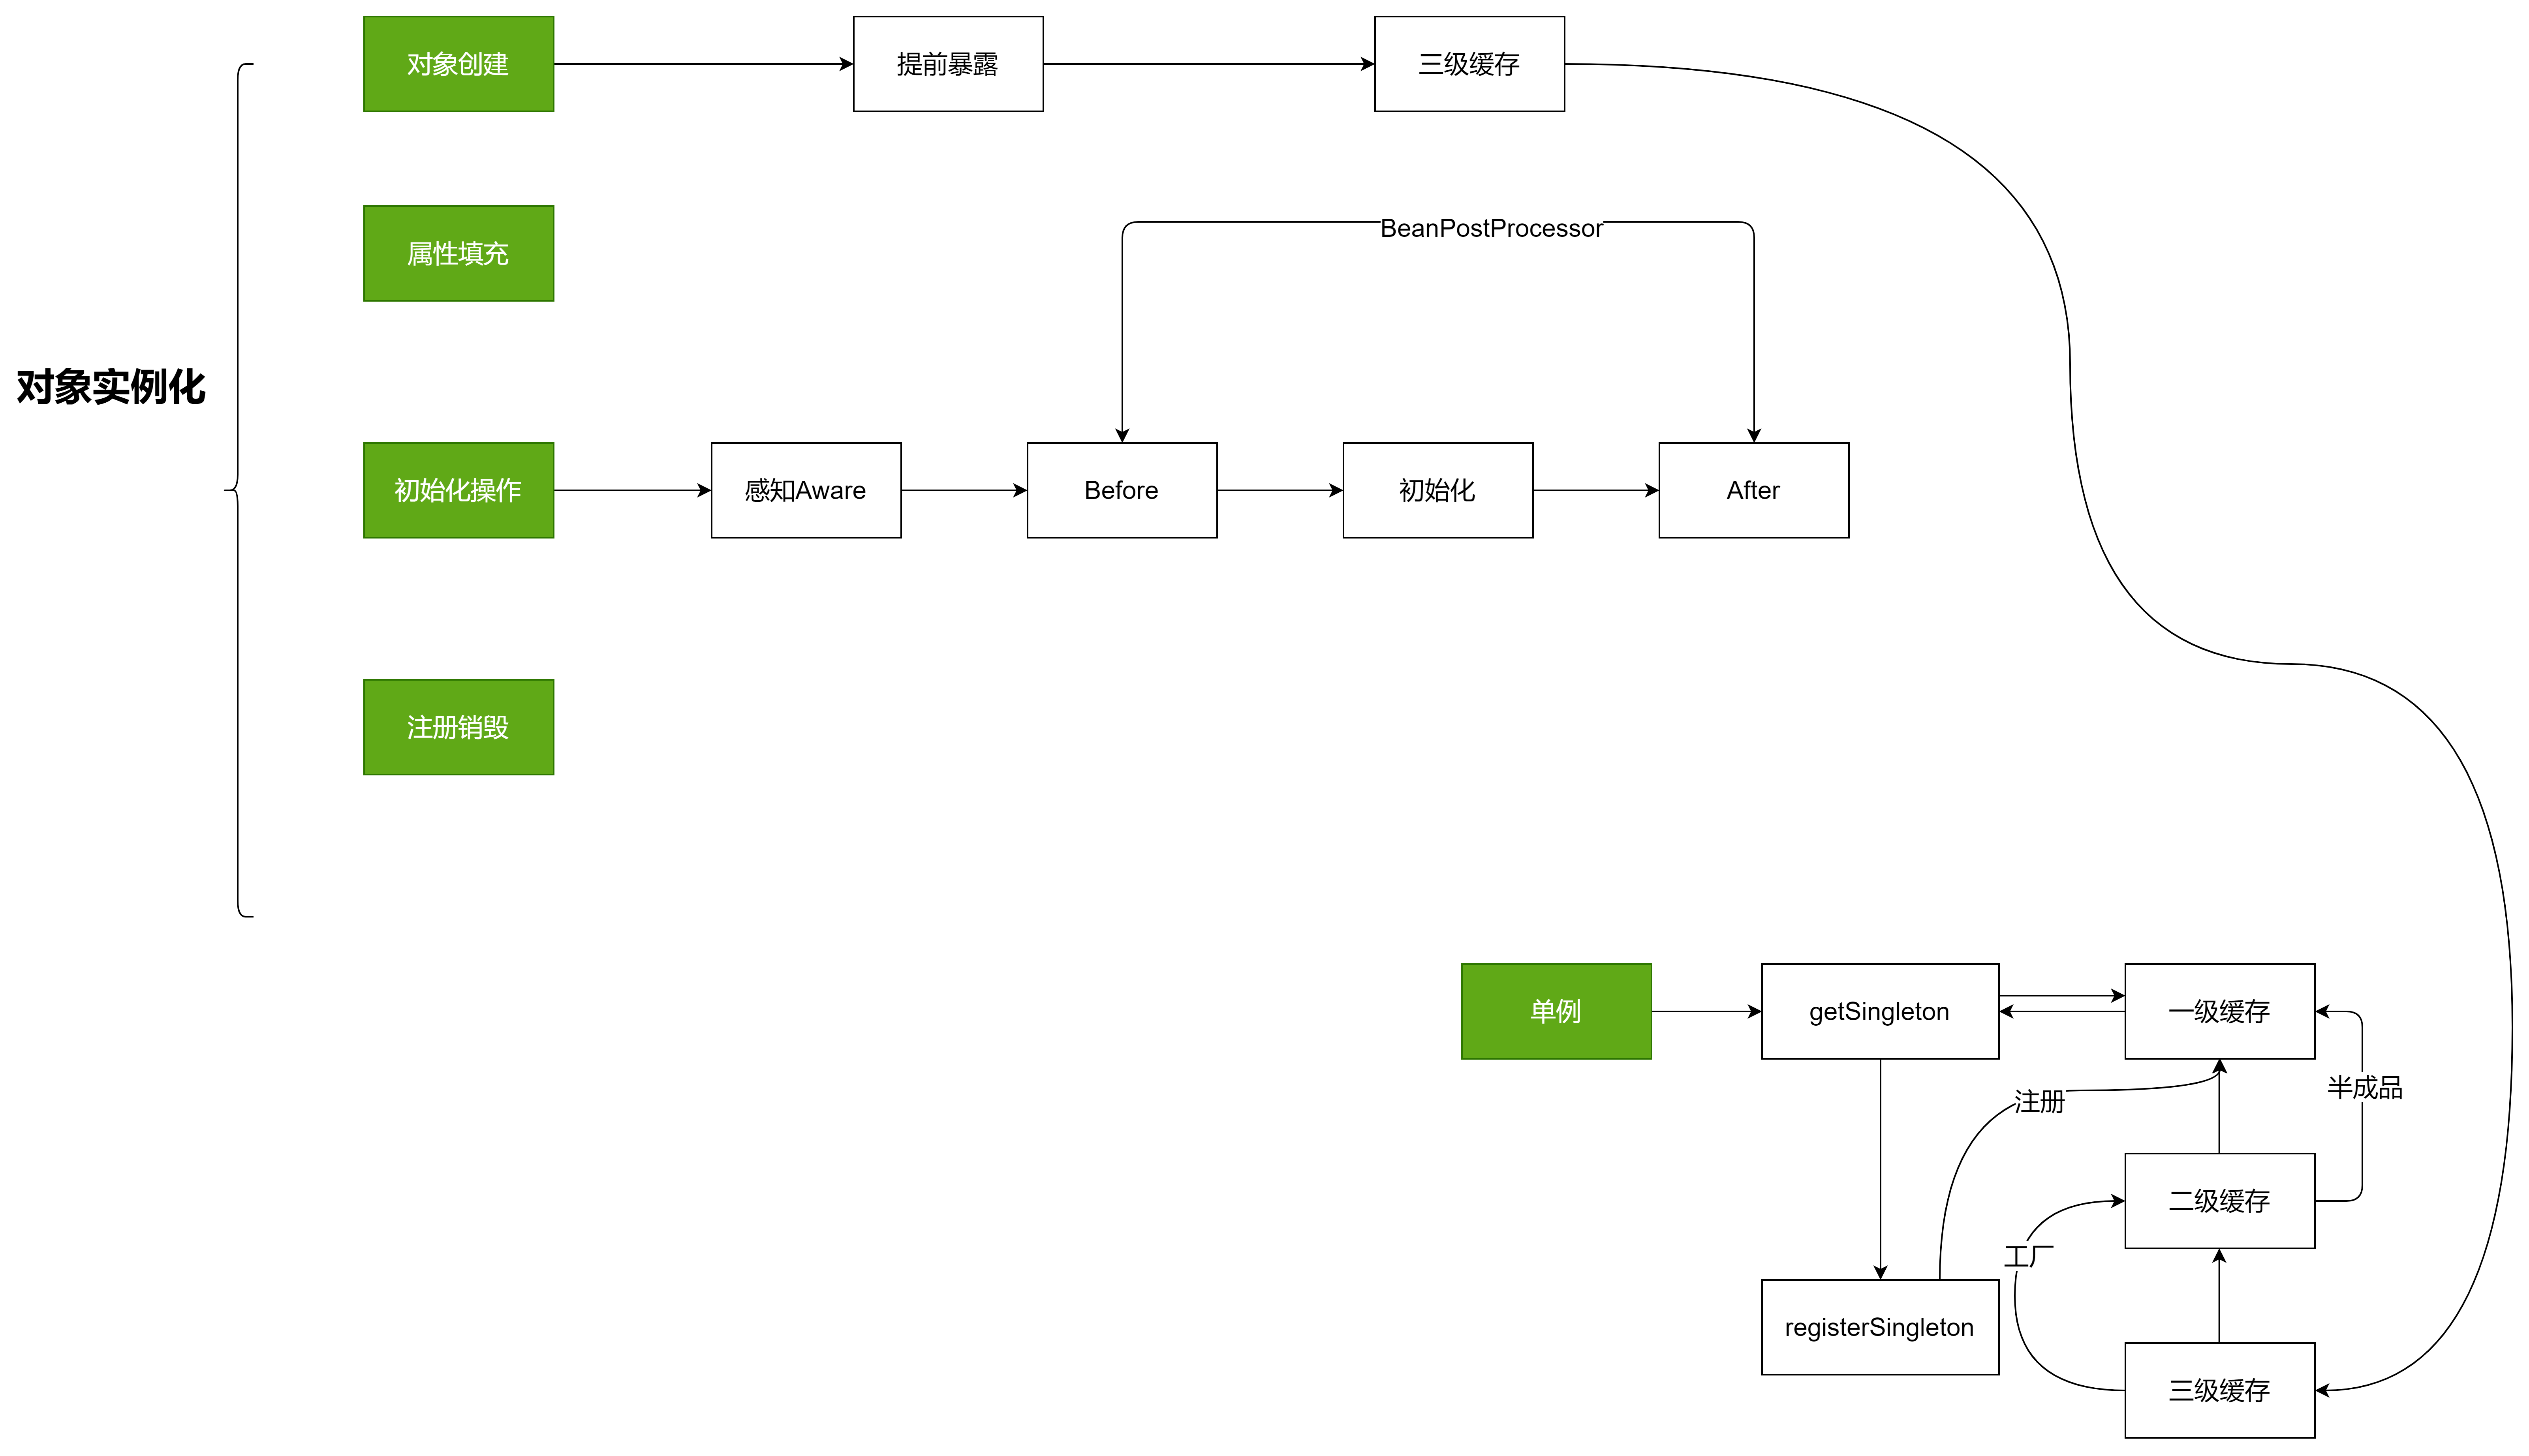 对象创建
提前暴露
三级缓存
属性填充
BeanPostProcessor
对象实例化
初始化操作
感知Aware
Before
初始化
After
注册销毁
单例
getSingleton
一级缓存
半成品
注册
二级缓存
工厂
registerSingleton
三级缓存